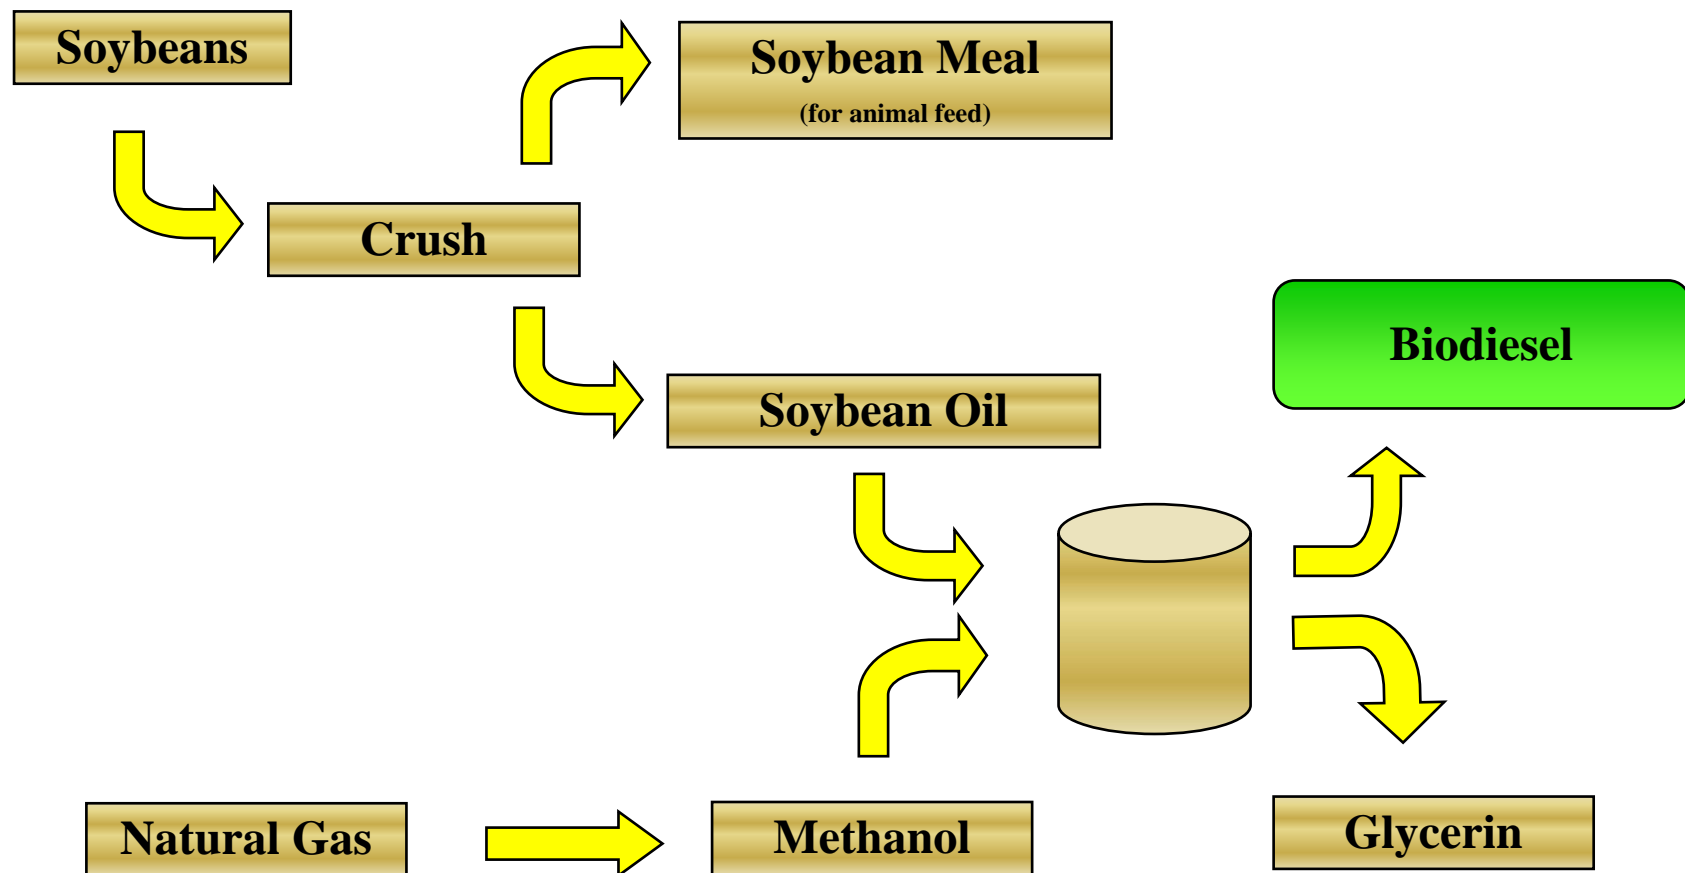 Soybeans
Soybean Meal
(for animal feed)
Crush
Biodiesel
Soybean Oil
Natural Gas
Methanol
Glycerin